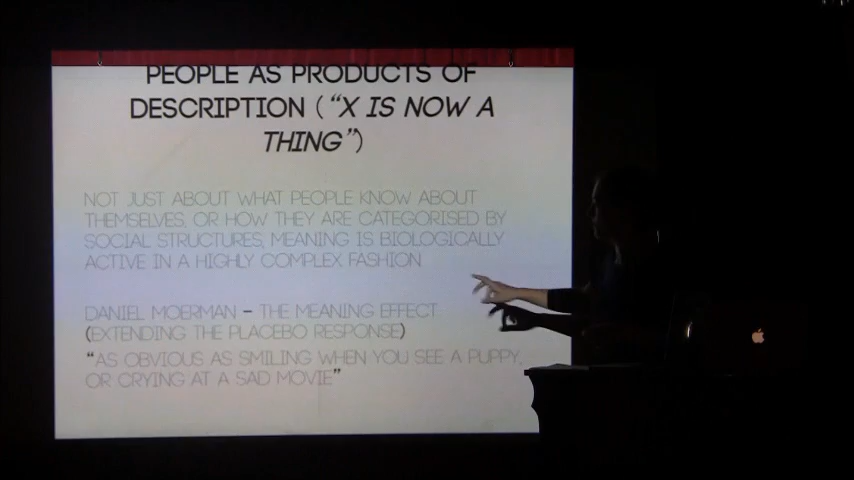 PEOPLE AS PRODUCTS OF
DESCRIPTION ("X IS NOW A
THING")
NOT JUST ABOUT WHAT PEOPLE KNOW ABOUT
THEMSELVES, OR HOW THEY ARE CATEGORISED BY
SOCIAL STRUCTURES, MEANING IS BIOLOGICALLY
ACTIVE IN A HIGHLY COMPLEX FASHION
DANIEL MOERMAN – THE MEANING EFFECT
(EXTENDING THE PLACEBO RESPONSE)
"AS OBVIOUS AS SMILING WHEN YOU SEE A PUPPY,
OR CRYING AT A SAD MOVIE"